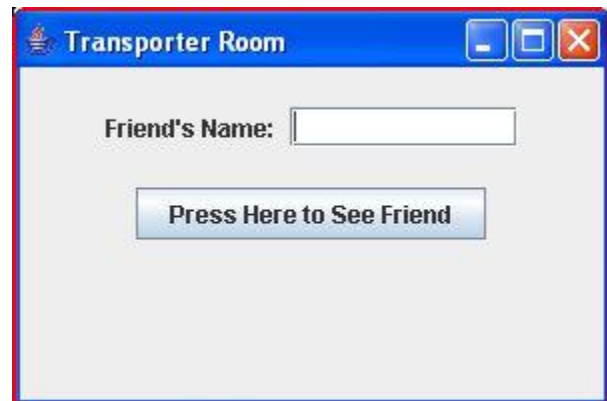 Transporter Room
Friend's Name:
Press Here to See Friend